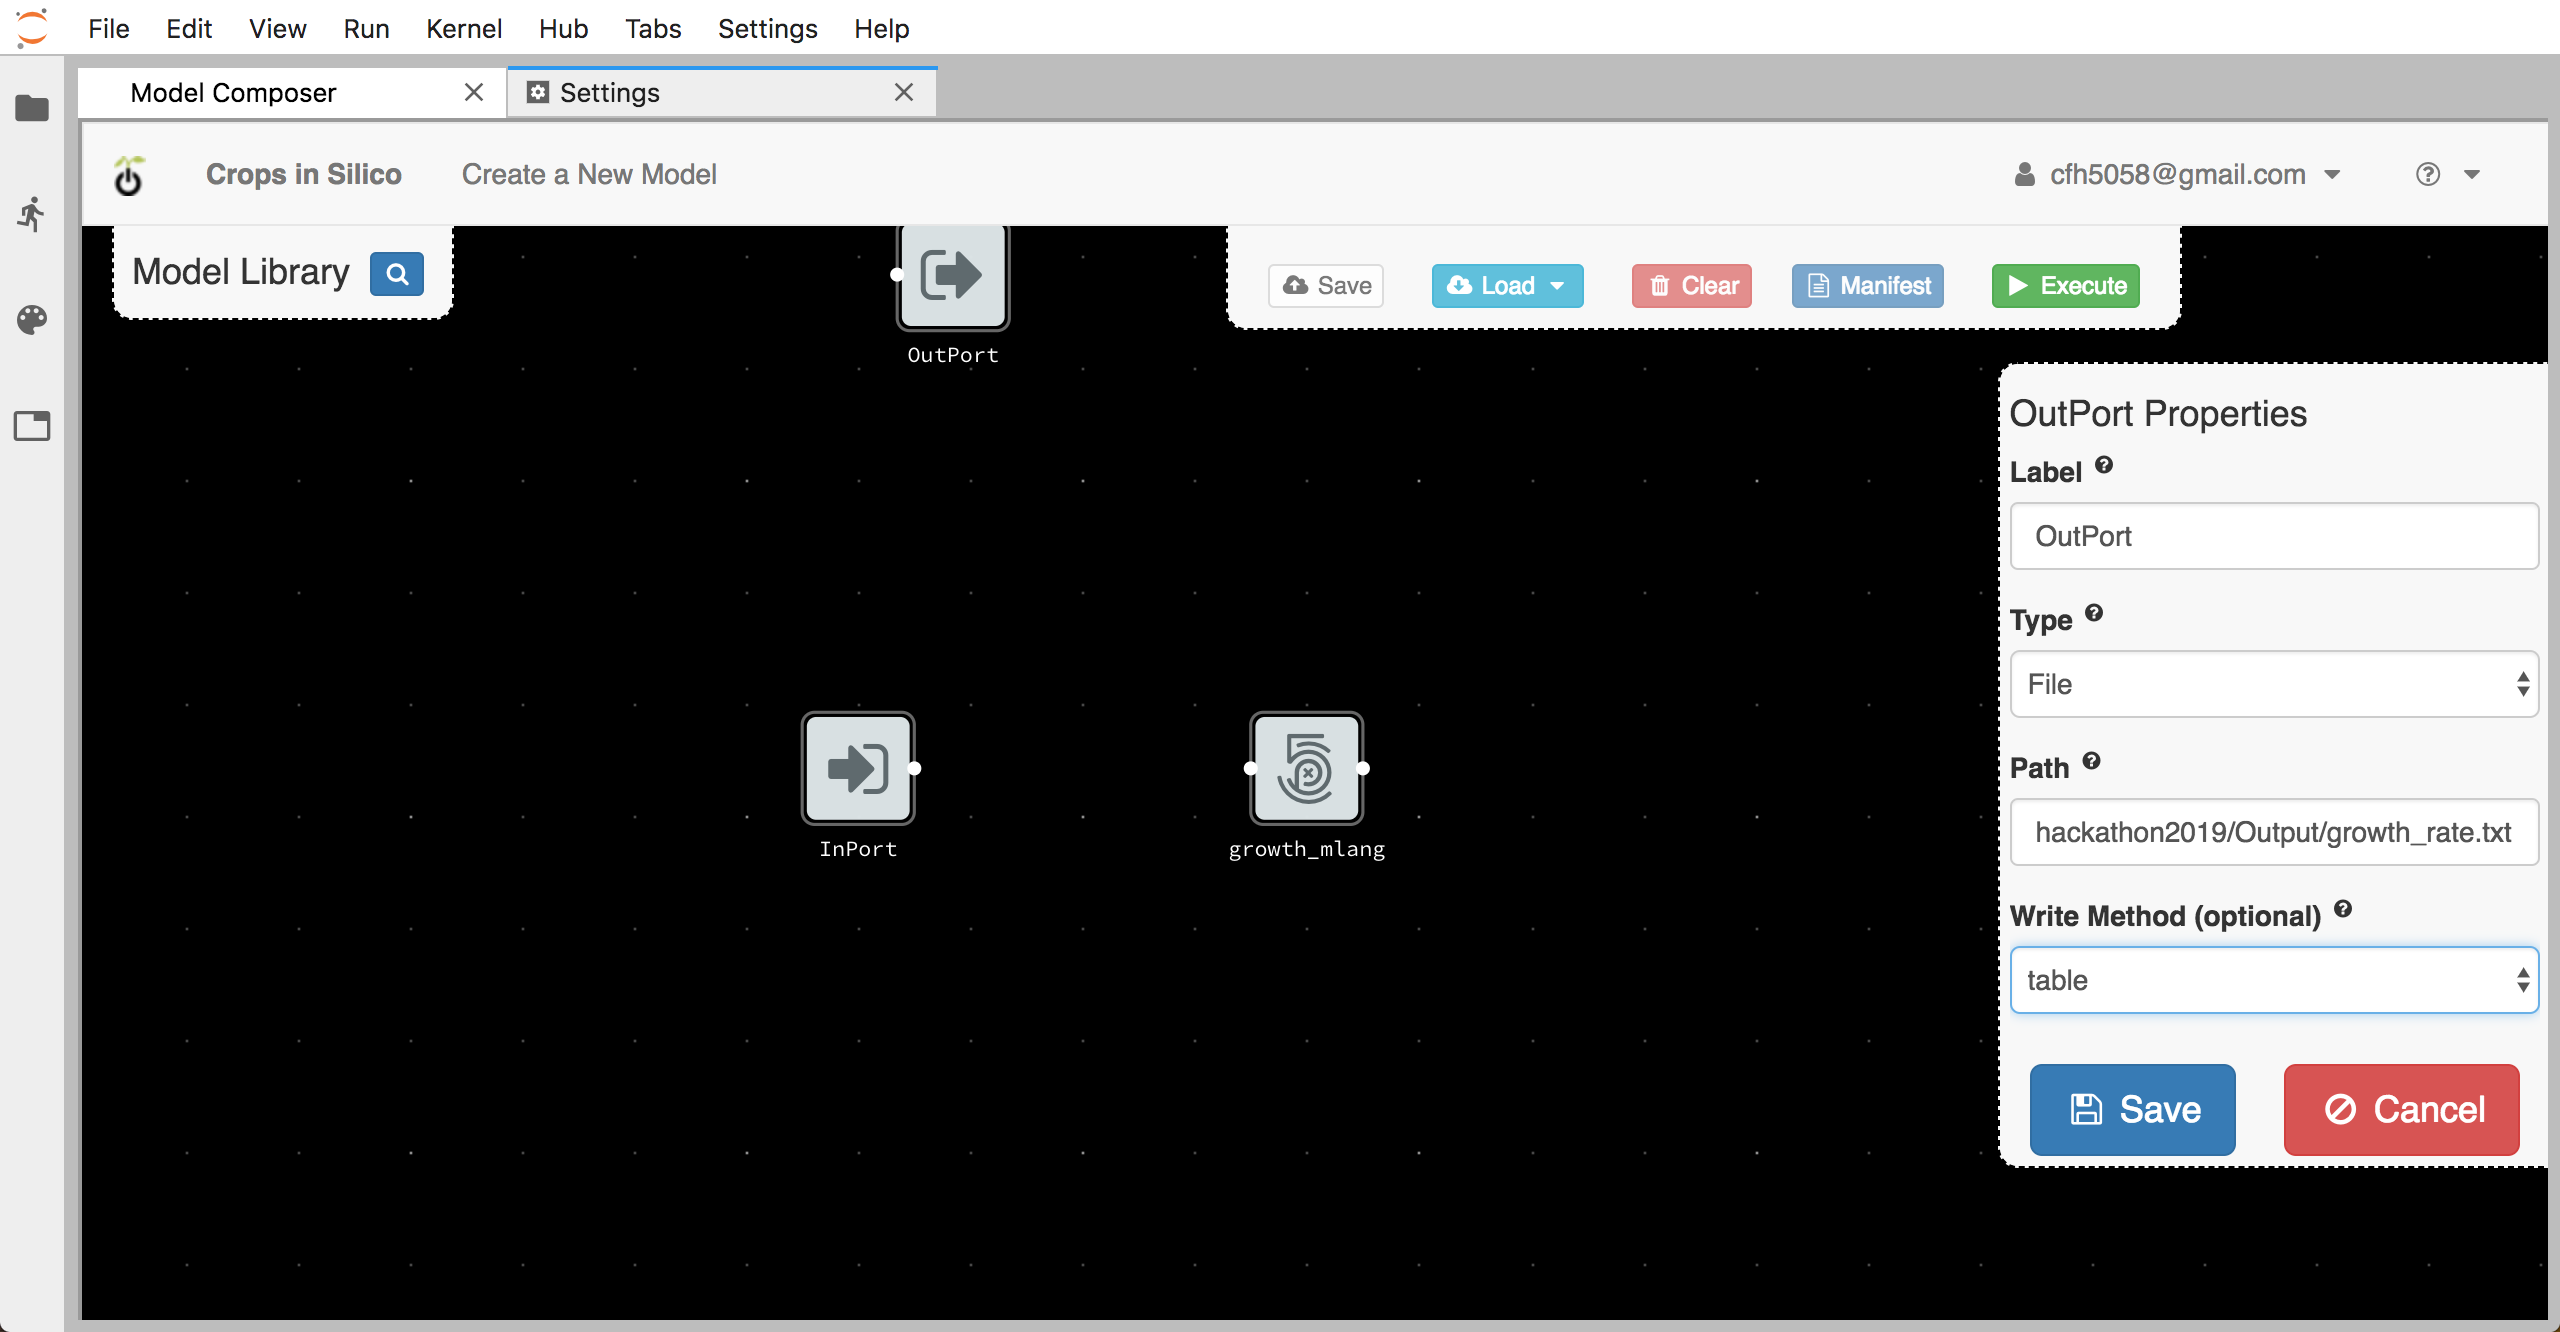 File Edit View Run Kernel Hub Tabs Settings Help
Model Composer
Settings
Crops in Silico Create a New Model cfh5058@gmail.com
Model Library
Save Load Clear Manifest Execute
OutPort
InPort
growth_mlang
OutPort Properties
Label
OutPort
Type
File
Path
hackathon2019/Output/growth_rate.txt
Write Method (optional)
table
Save Cancel